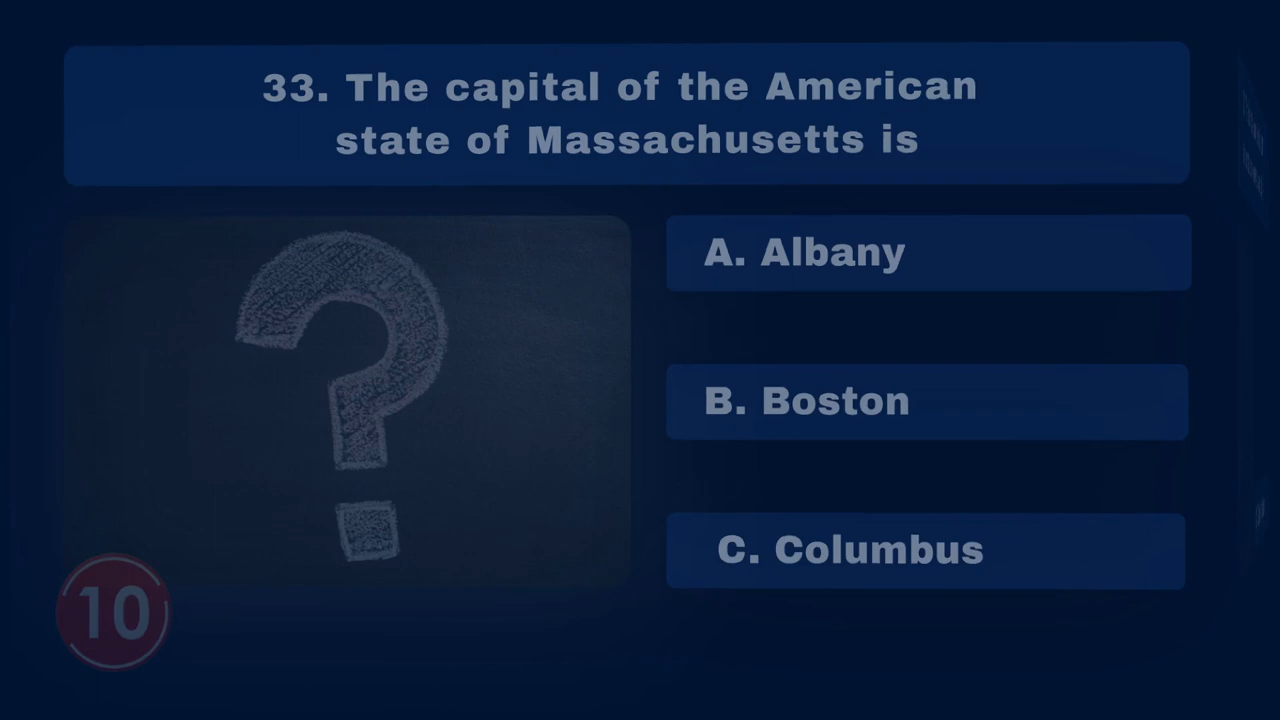 33. The capital of the American
state of Massachusetts is
A. Albany
B. Boston
C. Columbus
10